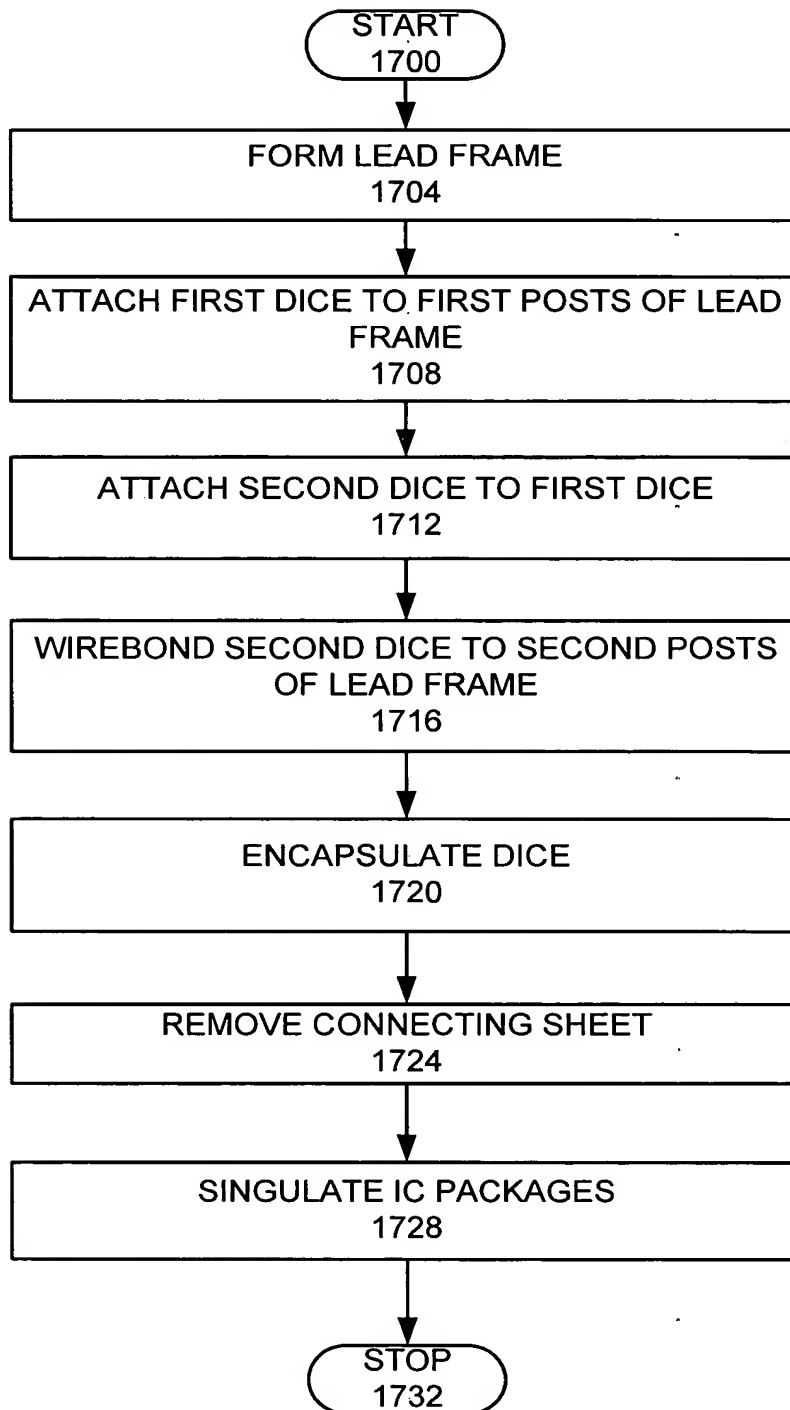 START
1700
FORM LEAD FRAME
1704
ATTACH FIRST DICE TO FIRST POSTS OF LEAD
FRAME
1708
ATTACH SECOND DICE TO FIRST DICE
1712
WIREBOND SECOND DICE TO SECOND POSTS
OF LEAD FRAME
1716
ENCAPSULATE DICE
1720
REMOVE CONNECTING SHEET
1724
SINGULATE IC PACKAGES
1728
STOP
1732